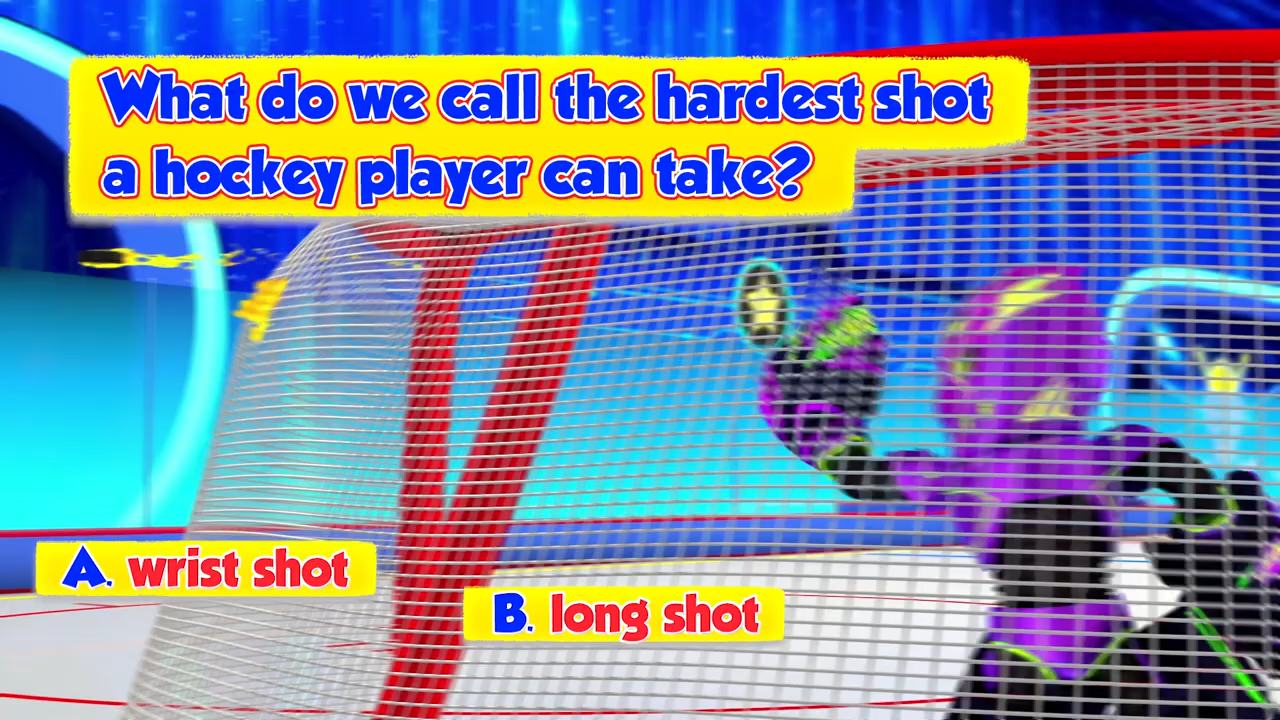 What do we call the hardest shot
a hockey player can take?
A. wrist shot
B. long shot